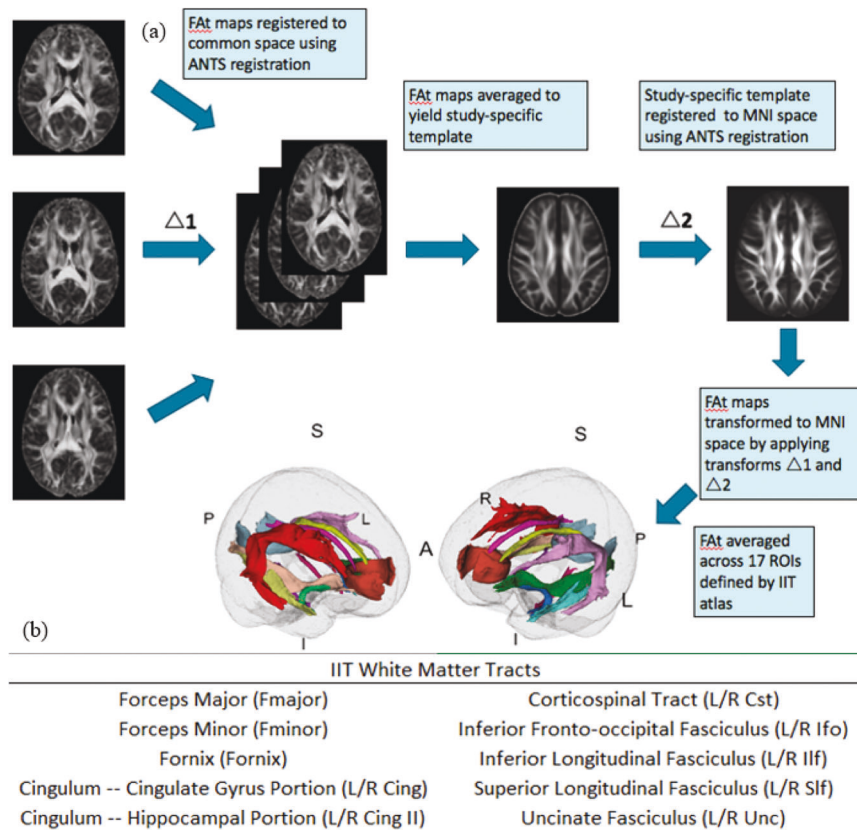 (a)
FAt maps registered to
common space using
ANTS registration
FAt maps averaged to
yield study-specific
template
Study-specific template
registered to MNI space
using ANTS registration
△1
△2
FAt maps
transformed to MNI
space by applying
transforms △1 and
△2
FAt averaged
across 17 ROIs
defined by IIT
atlas
S
P
L
A
I
S
R
P
L
I
(b)
IIT White Matter Tracts
Forceps Major (Fmajor)
Corticospinal Tract (L/R Cst)
Forceps Minor (Fminor)
Inferior Fronto-occipital Fasciculus (L/R Ifo)
Fornix (Fornix)
Inferior Longitudinal Fasciculus (L/R Ilf)
Cingulum -- Cingulate Gyrus Portion (L/R Cing)
Superior Longitudinal Fasciculus (L/R Slf)
Cingulum -- Hippocampal Portion (L/R Cing II)
Uncinate Fasciculus (L/R Unc)